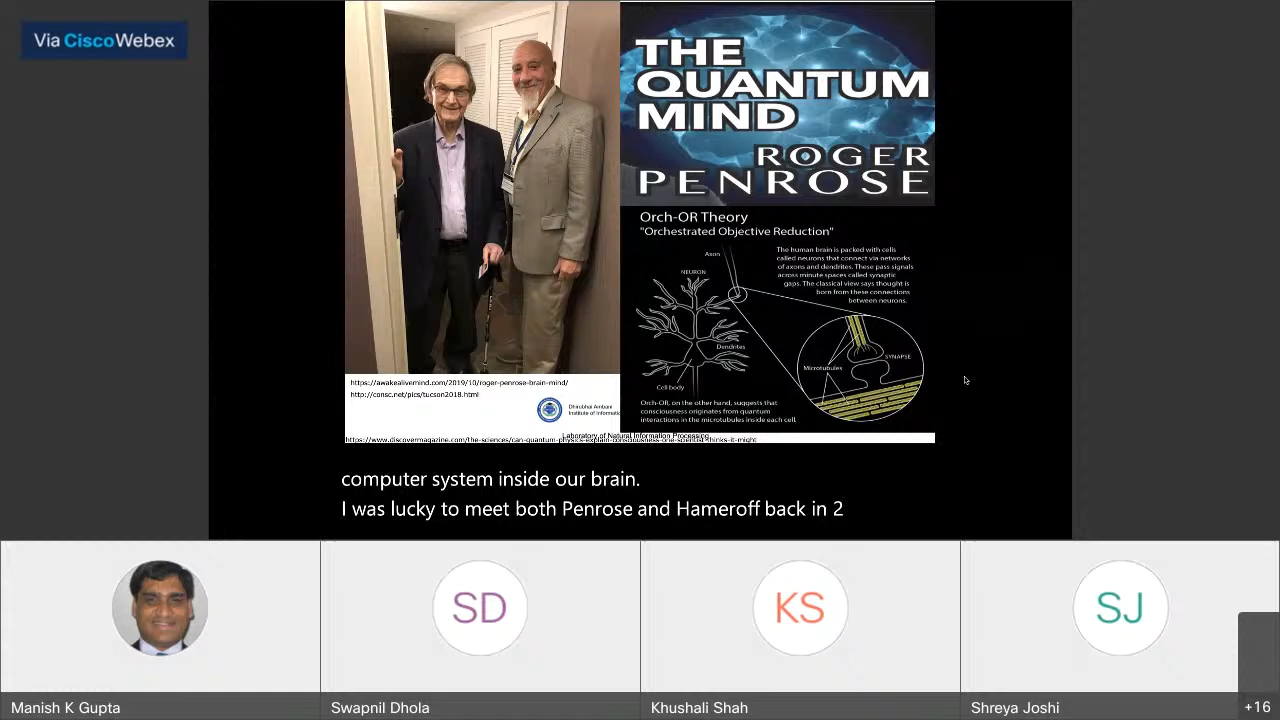 Via CiscoWebex
THE
QUANTUM
MIND
ROGER
PENROSE
Orch-OR Theory
"Orchestrated Objective Reduction"
Axon
NEURON
The human brain is packed with cells
called neurons that connect via networks
of axons and dendrites. These pass signals
across minute spaces called synaptic
gaps. The classical view says thought is
born from these connections
between neurons.
Dendrites
Cell body
SYNAPSE
Microtubules
Orch-OR, on the other hand, suggests that
consciousness originates from quantum
interactions in the microtubules inside each cell.
https://awakealivemind.com/2019/10/roger-penrose-brain-mind/
http://consc.net/pics/tucson2018.html
Dhirubhai Ambani
Institute of Informatio
Laboratory of Natural Information Processing
https://www.discovermagazine.com/the-sciences/can-quantum-physics-explain-consciousness-one-scientist-thinks-it-might
computer system inside our brain.
I was lucky to meet both Penrose and Hameroff back in 2
SD
KS
SJ
Manish K Gupta
Swapnil Dhola
Khushali Shah
Shreya Joshi
+16